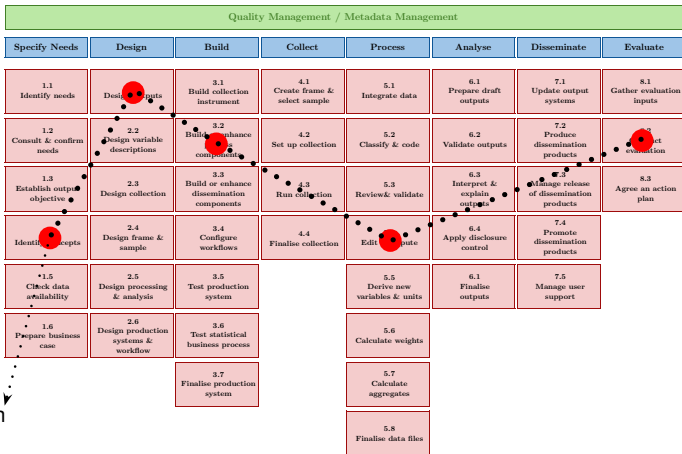 Quality Management / Metadata Management
Specify Needs
Design
Build
Collect
Process
Analyse
Disseminate
Evaluate
1.1
Identify needs
3.1
Build collection
instrument
4.1
Create frame &
select sample
5.1
Integrate data
6.1
Prepare draft
outputs
7.1
Update output
systems
8.1
Gather evaluation
inputs
1.2
Consult & confirm
needs
2.2
Design variable
descriptions
3.2
4.2
Set up collection
5.2
Classify & code
6.2
Validate outputs
7.2
Produce
dissemination
products
1.3
Establish output
objective
2.3
Design collection
3.3
Build or enhance
dissemination
components
4.3
Run collection
5.3
Review& validate
6.3
Interpret &
explain
outputs
7.3
Manage release
of dissemination
products
8.3
Agree an action
plan
2.4
Design frame &
sample
3.4
Configure
workflows
4.4
Finalise collection
Edit
6.4
Apply disclosure
control
7.4
Promote
dissemination
products
1.5
Check data
availability
2.5
Design processing
& analysis
3.5
Test production
system
5.5
Derive new
variables & units
6.1
Finalise
outputs
7.5
Manage user
support
1.6
Prepare business
case
2.6
Design production
systems &
workflow
3.6
Test statistical
business process
5.6
Calculate weights
3.7
Finalise production
system
5.7
Calculate
aggregates
5.8
Finalise data files